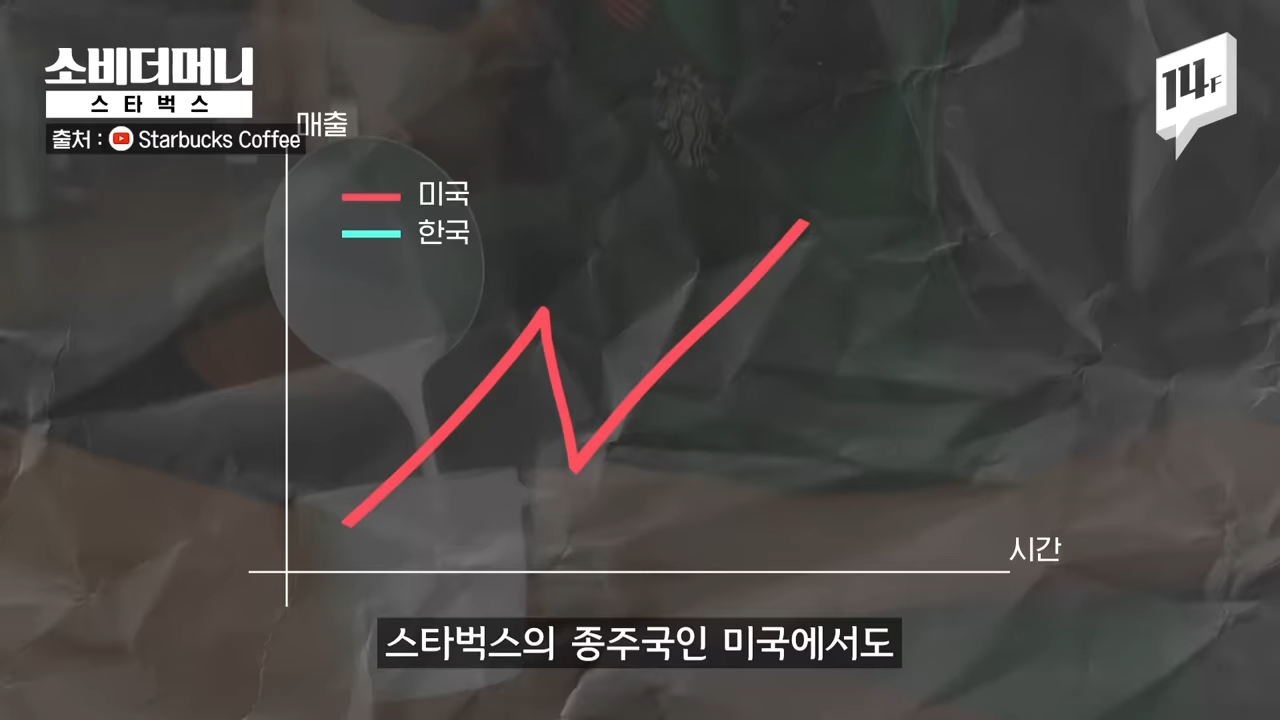 소비더머니
스타벅스
출처 : Starbucks Coffee
14F
매출
미국
한국
시간
스타벅스의 종주국인 미국에서도